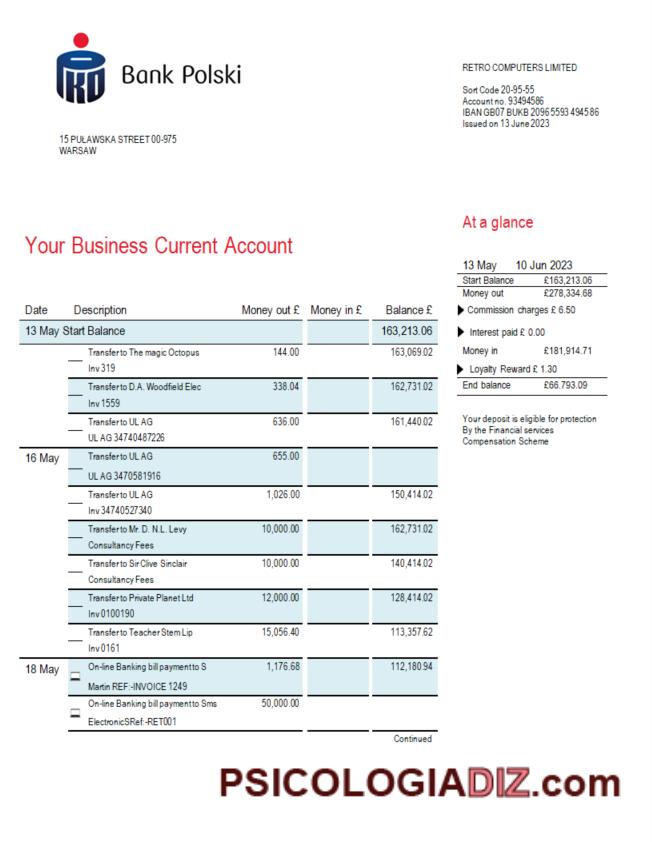 PKO
Bank Polski
RETRO COMPUTERS LIMITED
Sort Code 20-95-55
Account no. 93494586
IBAN GB07 BUKB 2096 5593 4945 86
Issued on 13 June 2023
15 PUŁAWSKA STREET 00-975
WARSAW
At a glance
Your Business Current Account
13 May 10 Jun 2023
Start Balance £163,213.06
Money out £278,334.68
Commission charges £ 6.50
Interest paid £ 0.00
Money in £181,914.71
Loyalty Reward £ 1.30
End balance £66.793.09
Your deposit is eligible for protection
By the Financial services
Compensation Scheme
Date Description Money out £ Money in £ Balance £
13 May Start Balance 163,213.06
Transfer to The magic Octopus 144.00 163,069.02
Inv 319
Transfer to D.A. Woodfield Elec 338.04 162,731.02
Inv 1559
Transfer to UL AG 636.00 161,440.02
UL AG 34740487226
16 May Transfer to UL AG 655.00
UL AG 3470581916
Transfer to UL AG 1,026.00 150,414.02
Inv 34740527340
Transfer to Mr. D. N.L. Levy 10,000.00 162,731.02
Consultancy Fees
Transfer to Sir Clive Sinclair 10,000.00 140,414.02
Consultancy Fees
Transfer to Private Planet Ltd 12,000.00 128,414.02
Inv 0100190
Transfer to Teacher Stem Lip 15,056.40 113,357.62
Inv 0161
18 May On-line Banking bill payment to S 1,176.68 112,180.94
Martin REF:-INVOICE 1249
On-line Banking bill payment to Sms 50,000.00
ElectronicSRef:-RET001
Continued
PSICOLOGIADIZ.com